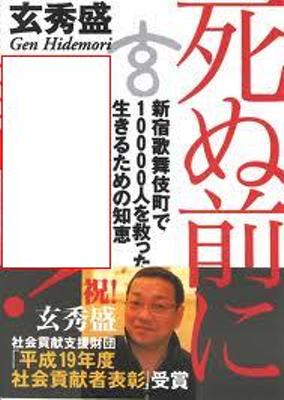 玄秀盛
Gen Hidemori
死ぬ前に
!
新宿歌舞伎町で
10000人を救った
生きるための知恵
祝!
玄秀盛
社会貢献支援財団
「平成19年度
社会貢献者表彰」受賞